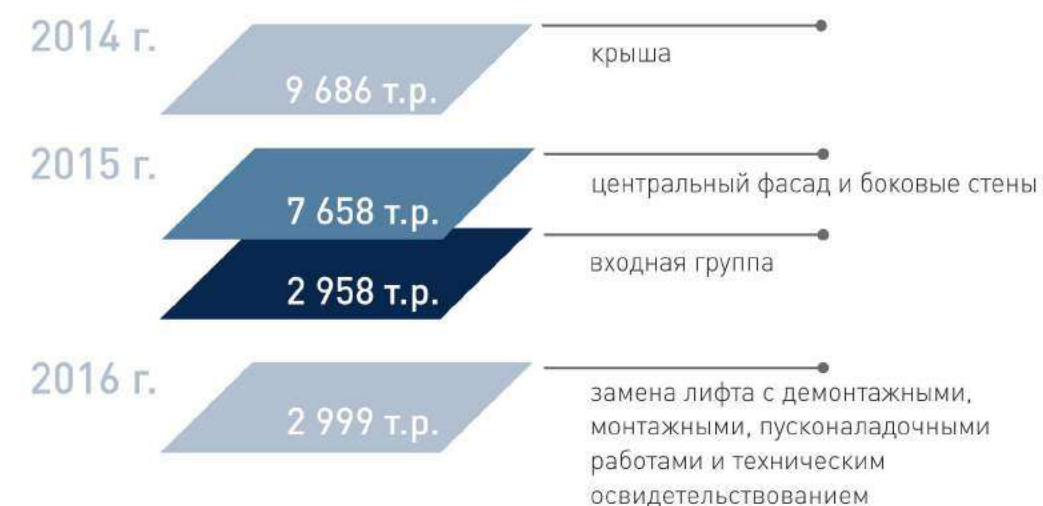 2014 г.
9 686 т.р.
крыша
2015 г.
7 658 т.р.
центральный фасад и боковые стены
2 958 т.р.
входная группа
2016 г.
2 999 т.р.
замена лифта с демонтажными,
монтажными, пусконаладочными
работами и техническим
освидетельствованием